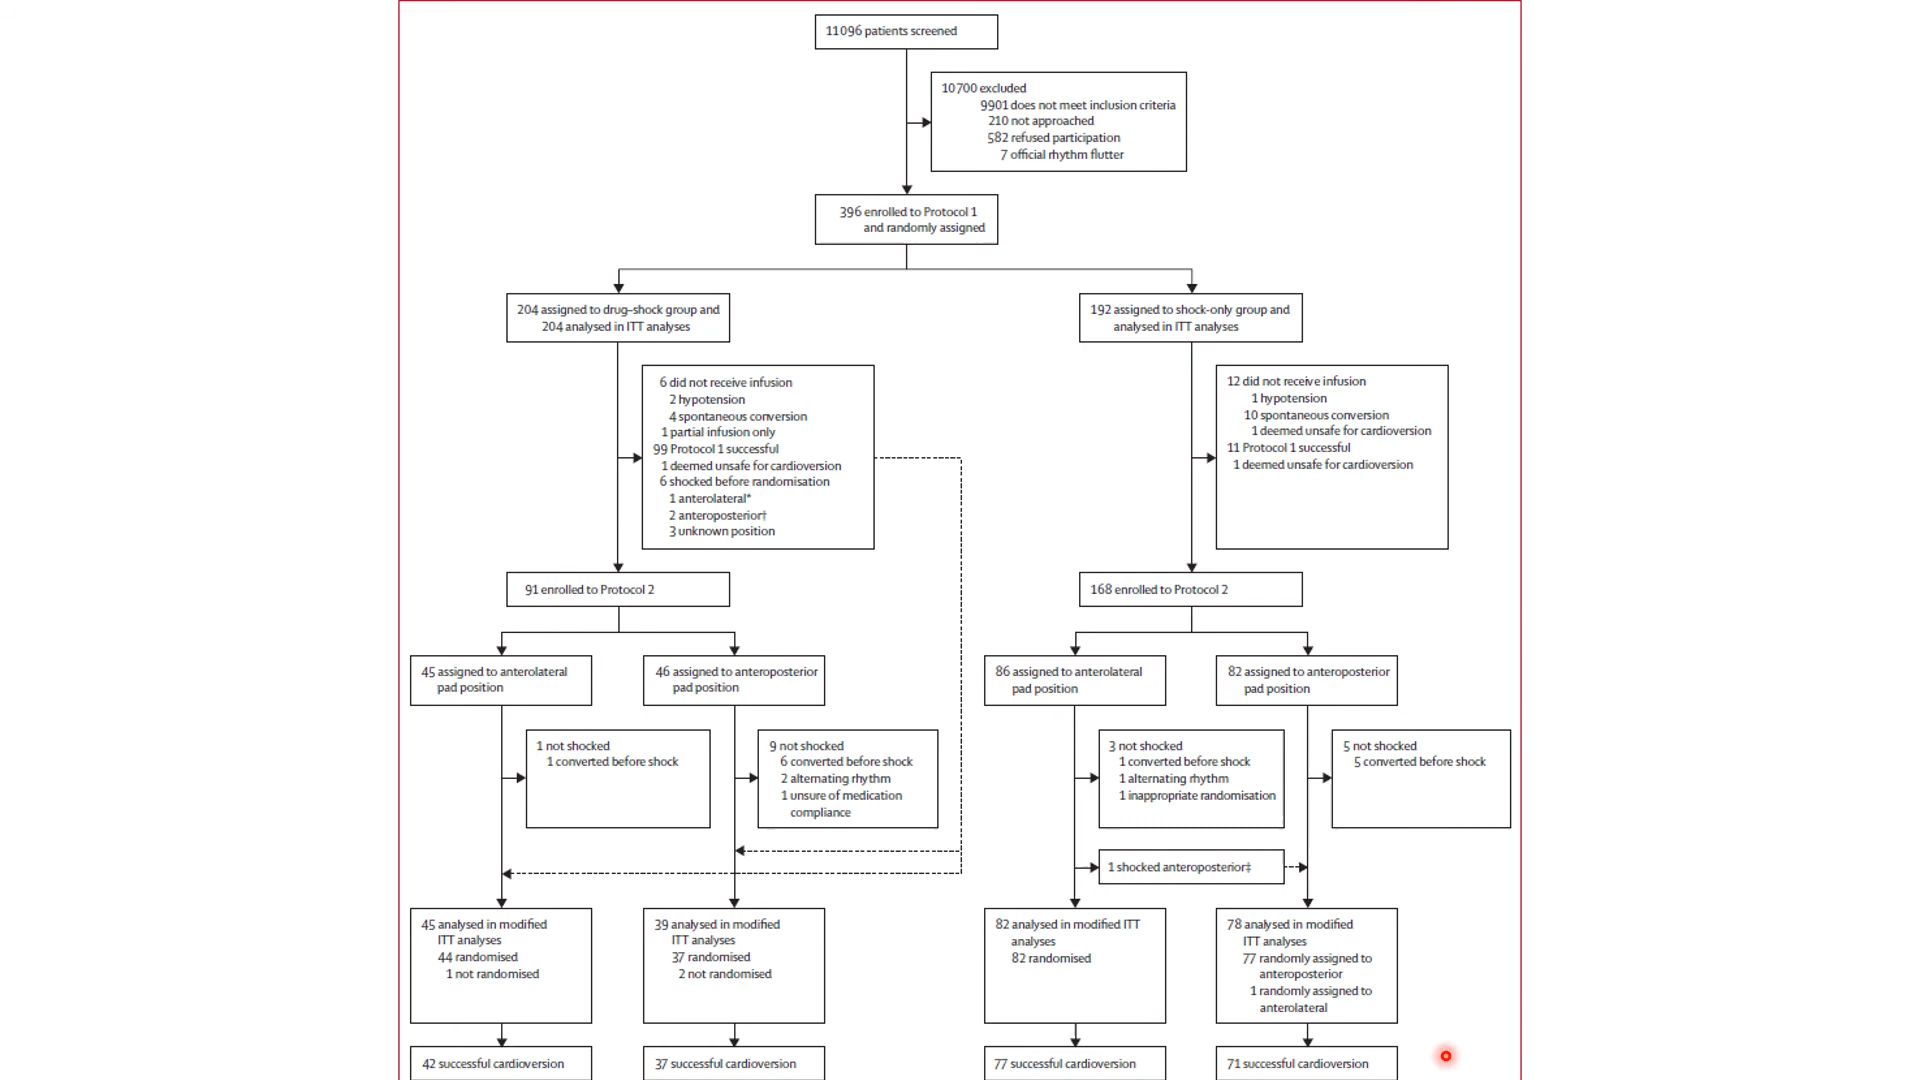 11096 patients screened
10700 excluded
9901 does not meet inclusion criteria
210 not approached
582 refused participation
7 official rhythm flutter
396 enrolled to Protocol 1
and randomly assigned
204 assigned to drug–shock group and
204 analysed in ITT analyses
192 assigned to shock-only group and
analysed in ITT analyses
6 did not receive infusion
2 hypotension
4 spontaneous conversion
1 partial infusion only
99 Protocol 1 successful
1 deemed unsafe for cardioversion
6 shocked before randomisation
1 anterolateral*
2 anteroposterior†
3 unknown position
12 did not receive infusion
1 hypotension
10 spontaneous conversion
1 deemed unsafe for cardioversion
11 Protocol 1 successful
1 deemed unsafe for cardioversion
91 enrolled to Protocol 2
168 enrolled to Protocol 2
45 assigned to anterolateral
pad position
46 assigned to anteroposterior
pad position
86 assigned to anterolateral
pad position
82 assigned to anteroposterior
pad position
1 not shocked
1 converted before shock
9 not shocked
6 converted before shock
2 alternating rhythm
1 unsure of medication
compliance
3 not shocked
1 converted before shock
1 alternating rhythm
1 inappropriate randomisation
5 not shocked
5 converted before shock
1 shocked anteroposterior‡
45 analysed in modified
ITT analyses
44 randomised
1 not randomised
39 analysed in modified
ITT analyses
37 randomised
2 not randomised
82 analysed in modified ITT
analyses
82 randomised
78 analysed in modified
ITT analyses
77 randomly assigned to
anteroposterior
1 randomly assigned to
anterolateral
42 successful cardioversion
37 successful cardioversion
77 successful cardioversion
71 successful cardioversion